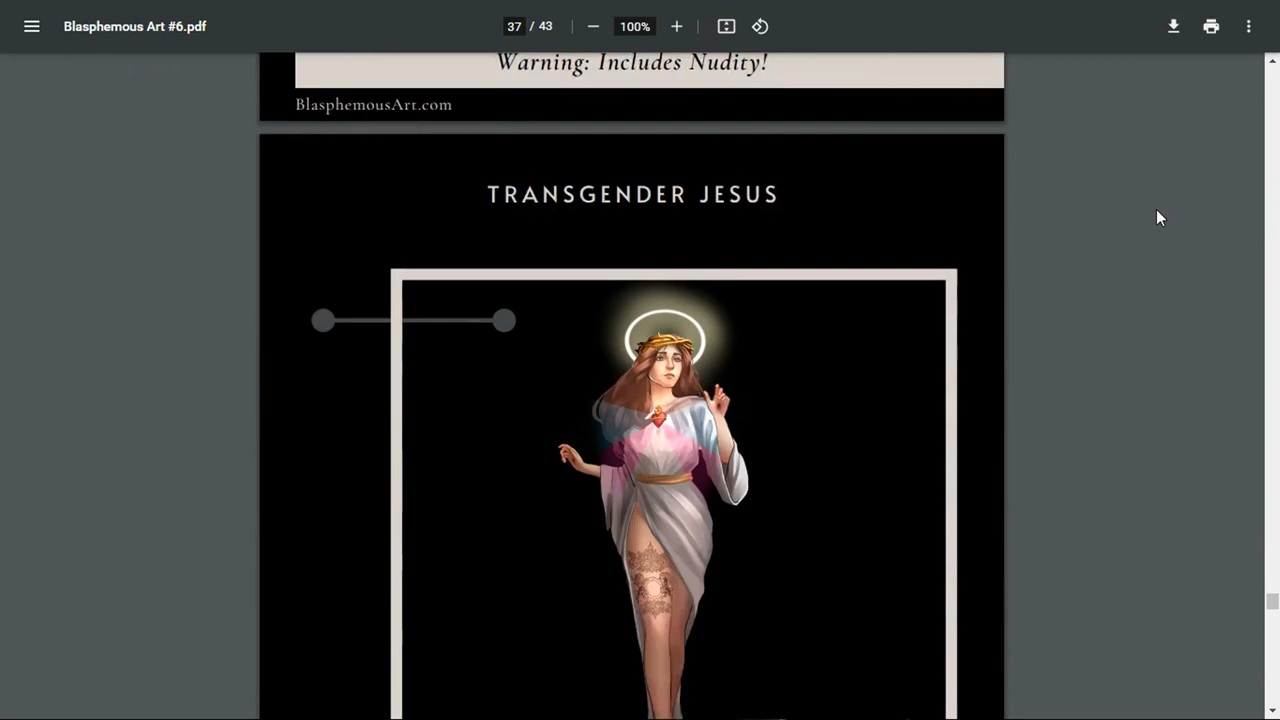 Blasphemous Art #6.pdf
37 / 43
100%
Warning: Includes Nudity!
BlasphemousArt.com
TRANSGENDER JESUS